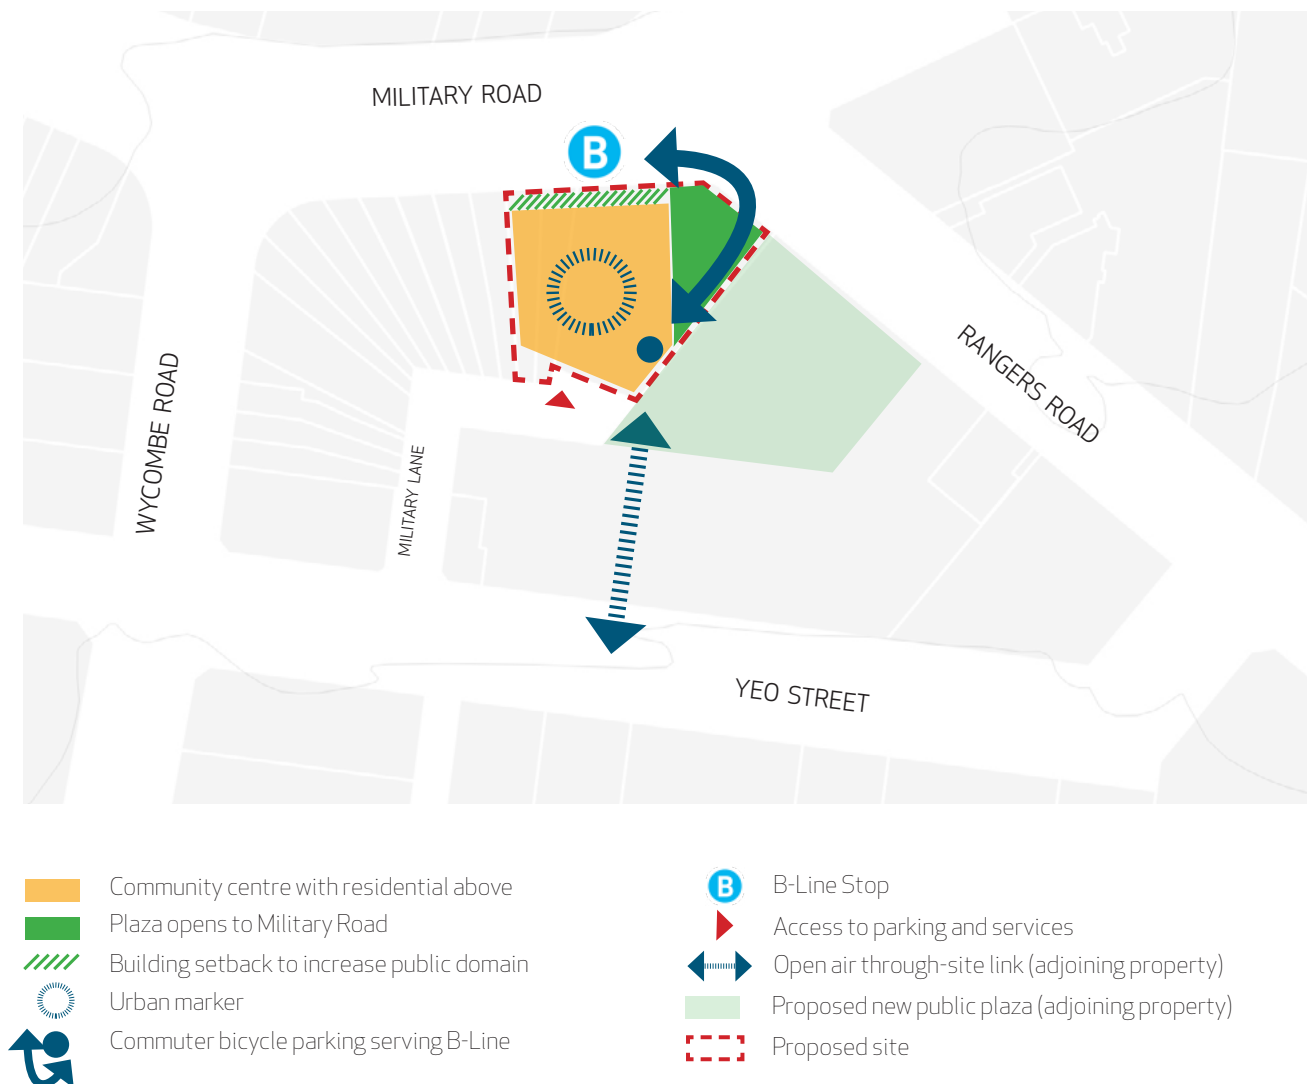 MILITARY ROAD
B
RANGERS ROAD
WYCOMBE ROAD
MILITARY LANE
YEO STREET
Community centre with residential above
Plaza opens to Military Road
Building setback to increase public domain
Urban marker
Commuter bicycle parking serving B-Line
B
B-Line Stop
Access to parking and services
Open air through-site link (adjoining property)
Proposed new public plaza (adjoining property)
Proposed site